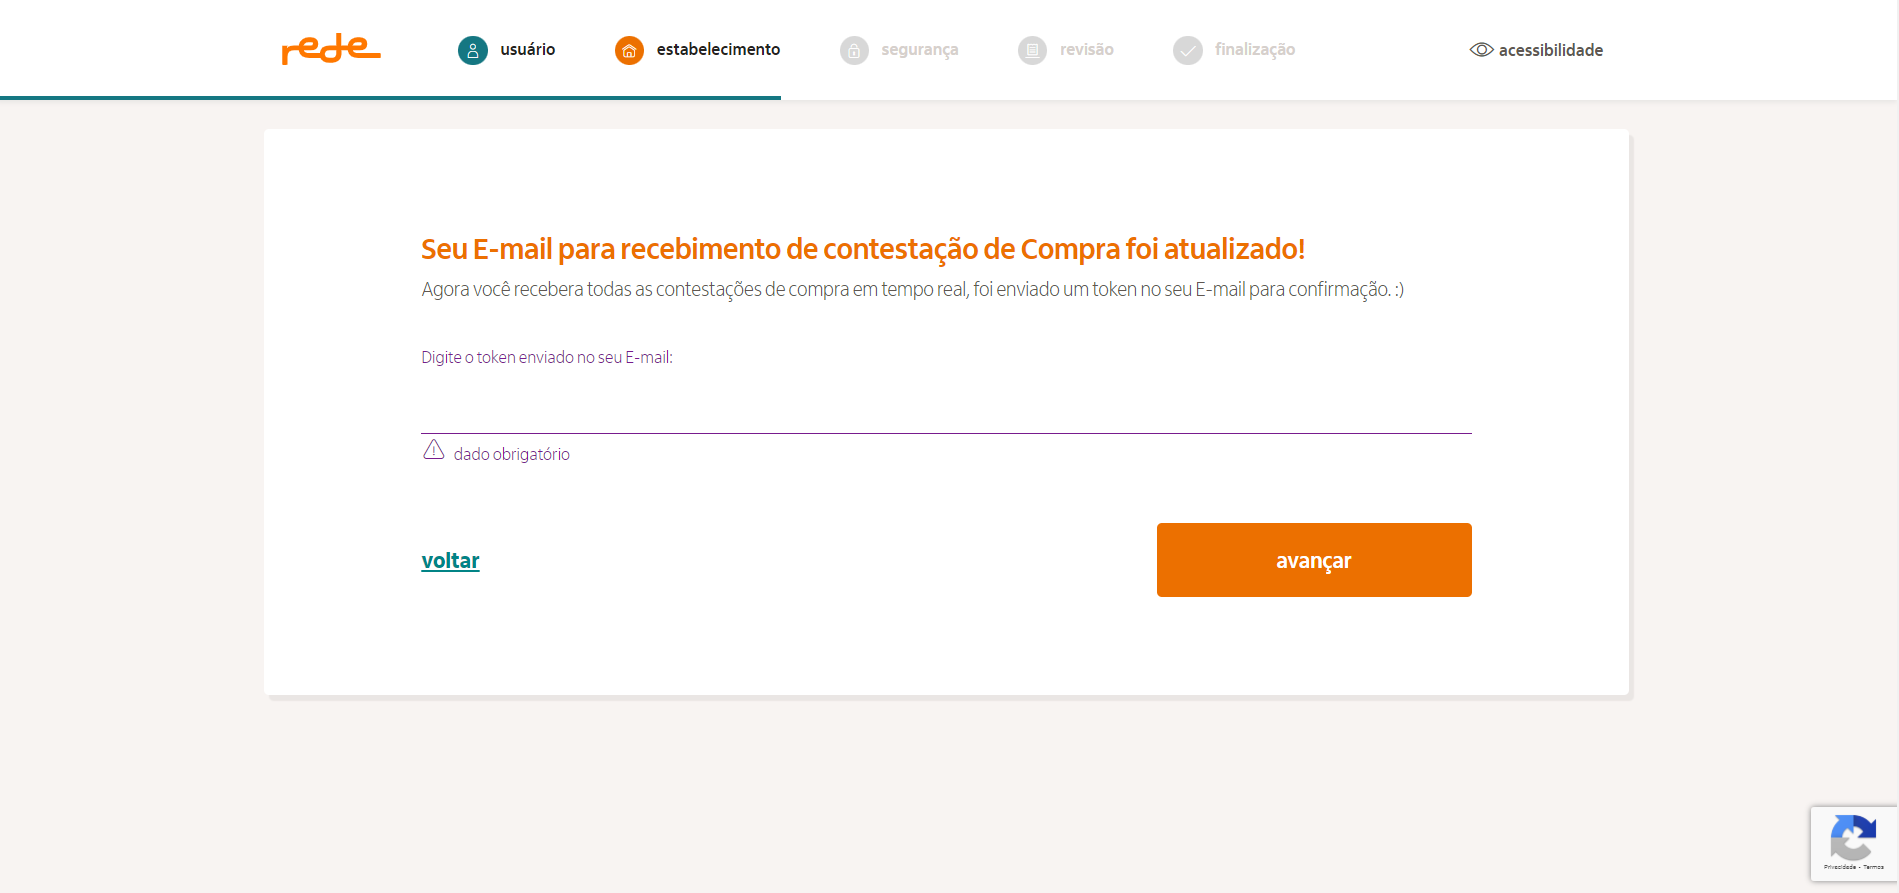 rede
usuário
estabelecimento
segurança
revisão
finalização
acessibilidade
Seu E-mail para recebimento de contestação de Compra foi atualizado!
Agora você recebera todas as contestações de compra em tempo real, foi enviado um token no seu E-mail para confirmação. :)
Digite o token enviado no seu E-mail:
dado obrigatório
voltar
avançar
Privacidade - Termos